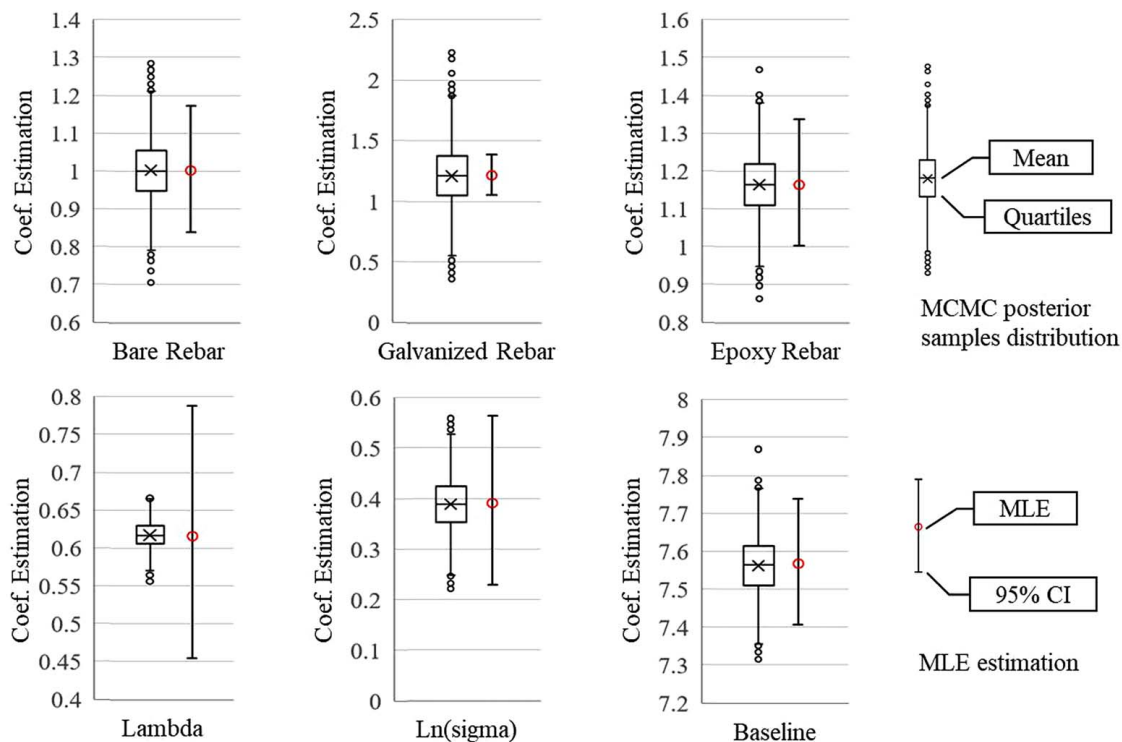 Coef. Estimation
1.4
1.3
1.2
1.1
1
0.9
0.8
0.7
0.6
Bare Rebar
Coef. Estimation
2.5
2
1.5
1
0.5
0
Galvanized Rebar
Coef. Estimation
1.6
1.5
1.4
1.3
1.2
1.1
1
0.9
0.8
Epoxy Rebar
Mean
Quartiles
MCMC posterior
samples distribution
Coef. Estimation
0.8
0.75
0.7
0.65
0.6
0.55
0.5
0.45
0.4
Lambda
Coef. Estimation
0.6
0.5
0.4
0.3
0.2
0.1
0
Ln(sigma)
Coef. Estimation
8
7.9
7.8
7.7
7.6
7.5
7.4
7.3
7.2
Baseline
MLE
95% CI
MLE estimation